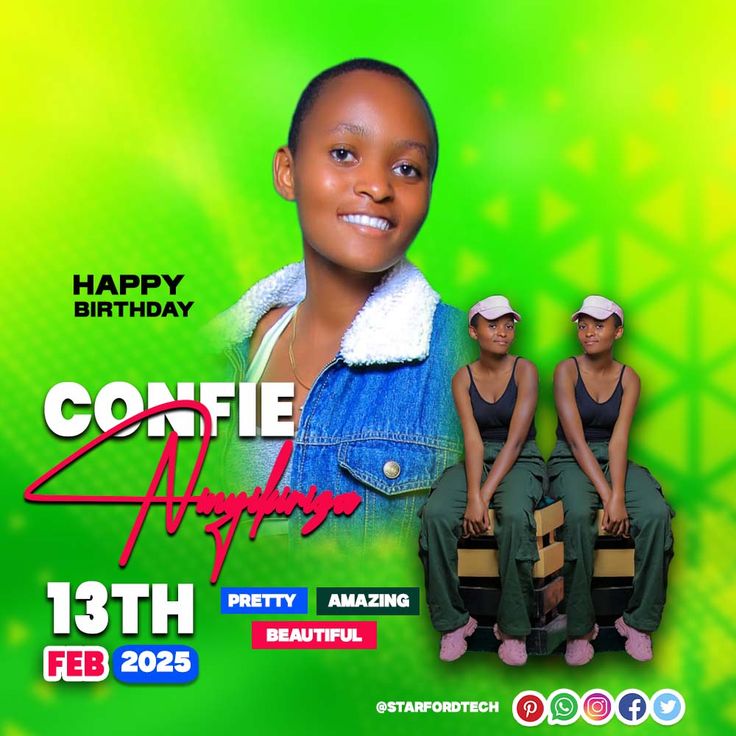 HAPPY
BIRTHDAY
CONFIE
13TH
FEB 2025
PRETTY AMAZING
BEAUTIFUL
@STARFORDTECH